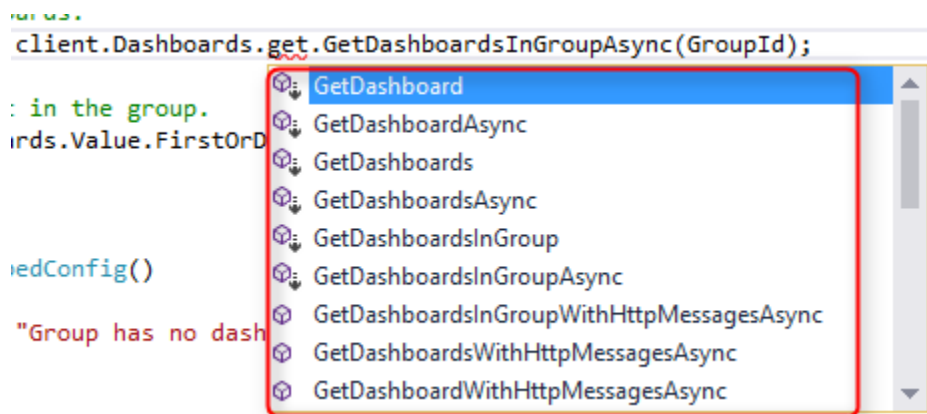 client.Dashboards.get.GetDashboardsInGroupAsync(GroupId);
GetDashboard
in the group.
GetDashboardAsync
rds.Value.FirstOrD
GetDashboards
GetDashboardsAsync
GetDashboardsInGroup
edConfig()
GetDashboardsInGroupAsync
GetDashboardsInGroupWithHttpMessagesAsync
"Group has no dash
GetDashboardsWithHttpMessagesAsync
GetDashboardWithHttpMessagesAsync